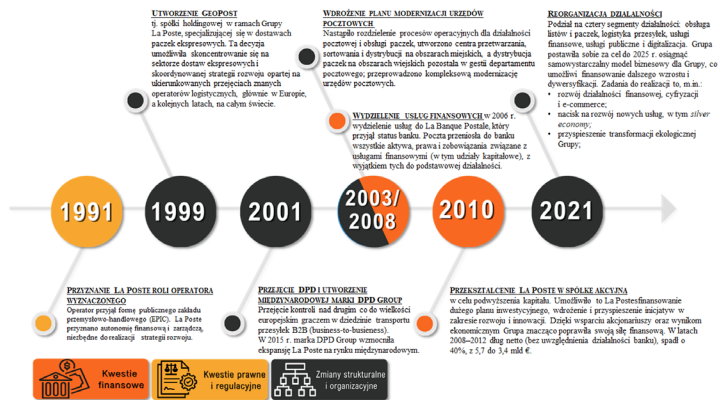 UTWORZENIE GEOPOST
tj. spółki holdingowej w ramach Grupy
La Poste, specjalizującej się w dostawach
paczek ekspresowych. Ta decyzja
umożliwiła skoncentrowanie się na
sektorze dostaw ekspresowych i
skoordynowanej strategii rozwoju opartej na
ukierunkowanych przejęciach znanych
operatorów logistycznych, głównie w Europie,
a kolejnych latach, na całym świecie.
WDROŻENIE PLANU MODERNIZACJI URZĘDÓW
POCZTOWYCH
Nastąpiło rozdzielenie procesów operacyjnych dla działalności
pocztowej i obsługi paczek, utworzono centra przetwarzania,
sortowania i dystrybucji na obszarach miejskich, a dystrybucja
paczek na obszarach wiejskich pozostała w gestii departamentu
pocztowego; przeprowadzono kompleksową modernizację
urzędów pocztowych.
WYDZIELENIE USŁUG FINANSOWYCH w 2006 r.
wydzielenie usług do La Banque Postale, który
przyjął status banku. Poczta przeniosła do banku
wszystkie aktywa, prawa i zobowiązania związane z
usługami finansowymi (w tym udziały kapitałowe), z
wyjątkiem tych do podstawowej działalności.
REORGANIZACJA DZIAŁALNOŚCI
Podział na cztery segmenty działalności: obsługa
listów i paczek, logistyka przesyłek, usługi
finansowe, usługi publiczne i digitalizacja. Grupa
postawiła sobie za cel do 2025 r. osiągnąć
samowystarczalny model biznesowy dla Grupy, co
umożliwi finansowanie dalszego wzrostu i
dywersyfikacji. Zadania do realizacji to, m.in.:
• rozwój działalności finansowej, cyfryzacji
i e-commerce;
• nacisk na rozwój nowych usług, w tym silver
economy;
• przyspieszenie transformacji ekologicznej
Grupy;
1991
1999
2001
2003/
2008
2010
2021
PRZYZNANIE LA POSTE ROLI OPERATORA
WYZNACZONEGO
Operator przyjął formę publicznego zakładu
przemysłowo-handlowego (EPIC). La Poste
przyznano autonomię finansową i zarządczą,
niezbędne do realizacji strategii rozwoju.
PRZEJĘCIE DPD I UTWORZENIE
MIĘDZYNARODOWEJ MARKI DPD GROUP
Przejęcie kontroli nad drugim co do wielkości
europejskim graczem w dziedzinie transportu
przesyłek B2B (business-to-busieness).
W 2015 r. marka DPD Group wzmocniła
ekspansję La Poste na rynku międzynarodowym.
PRZEKSZTAŁCENIE LA POSTE W SPÓŁKĘ AKCYJNĄ
w celu podwyższenia kapitału. Umożliwiło to La Postesfinansowanie
dużego planu inwestycyjnego, wdrożenie i przyspieszenie inicjatyw w
zakresie rozwoju i innowacji. Dzięki wsparciu akcjonariuszy oraz wynikom
ekonomicznym Grupa znacząco poprawiła swoją siłę finansową. W latach
2008–2012 dług netto (bez uwzględnienia działalności banku), spadł o
40%, z 5,7 do 3,4 mld €.
Kwestie
finansowe
Kwestie prawne
i regulacyjne
Zmiany strukturalne
i organizacyjne